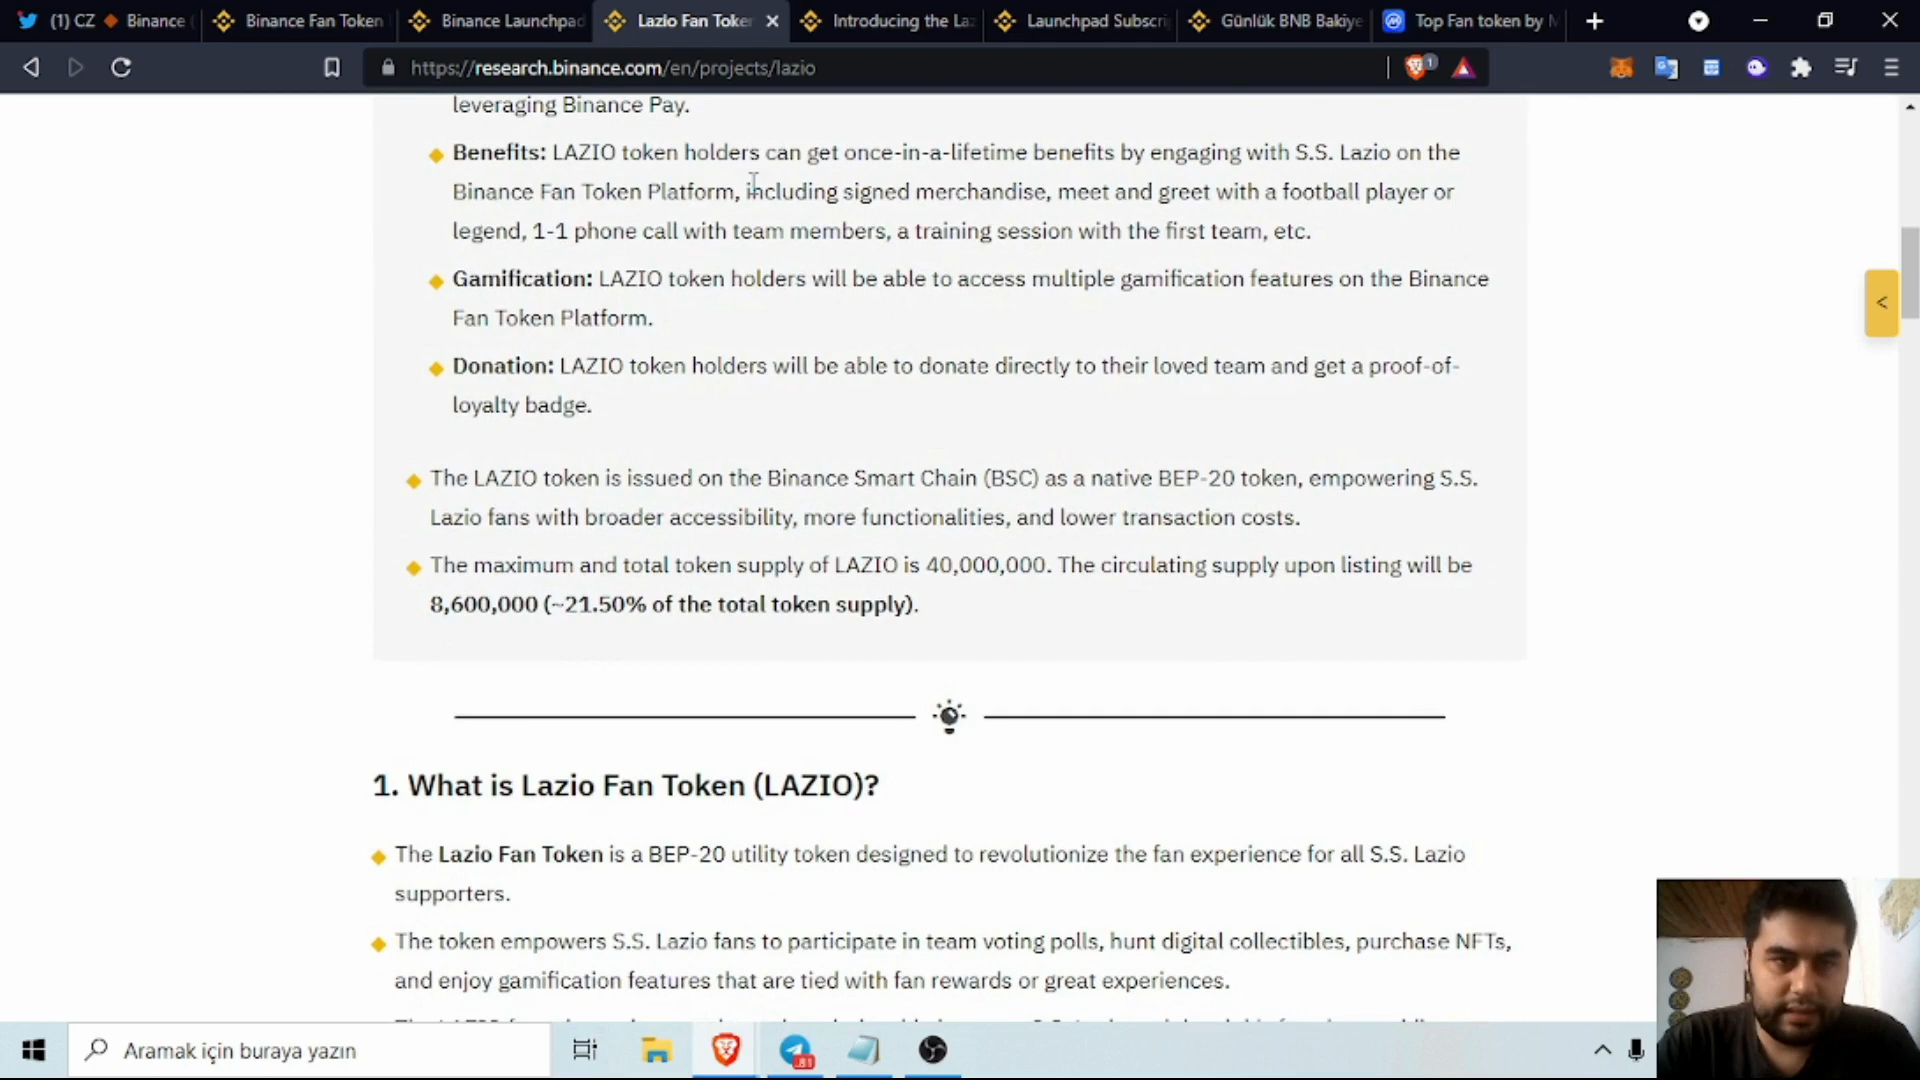 (1) CZ 🔶 Binance
Binance Fan Token
Binance Launchpad
Lazio Fan Toke
Introducing the Laz
Launchpad Subscri
Günlük BNB Bakiye
Top Fan token by M
https://research.binance.com/en/projects/lazio
1
leveraging Binance Pay.
Benefits: LAZIO token holders can get once-in-a-lifetime benefits by engaging with S.S. Lazio on the
Binance Fan Token Platform, including signed merchandise, meet and greet with a football player or
legend, 1-1 phone call with team members, a training session with the first team, etc.
Gamification: LAZIO token holders will be able to access multiple gamification features on the Binance
Fan Token Platform.
Donation: LAZIO token holders will be able to donate directly to their loved team and get a proof-of-
loyalty badge.
The LAZIO token is issued on the Binance Smart Chain (BSC) as a native BEP-20 token, empowering S.S.
Lazio fans with broader accessibility, more functionalities, and lower transaction costs.
The maximum and total token supply of LAZIO is 40,000,000. The circulating supply upon listing will be
8,600,000 (~21.50% of the total token supply).
1. What is Lazio Fan Token (LAZIO)?
The Lazio Fan Token is a BEP-20 utility token designed to revolutionize the fan experience for all S.S. Lazio
supporters.
The token empowers S.S. Lazio fans to participate in team voting polls, hunt digital collectibles, purchase NFTs,
and enjoy gamification features that are tied with fan rewards or great experiences.
Aramak için buraya yazın